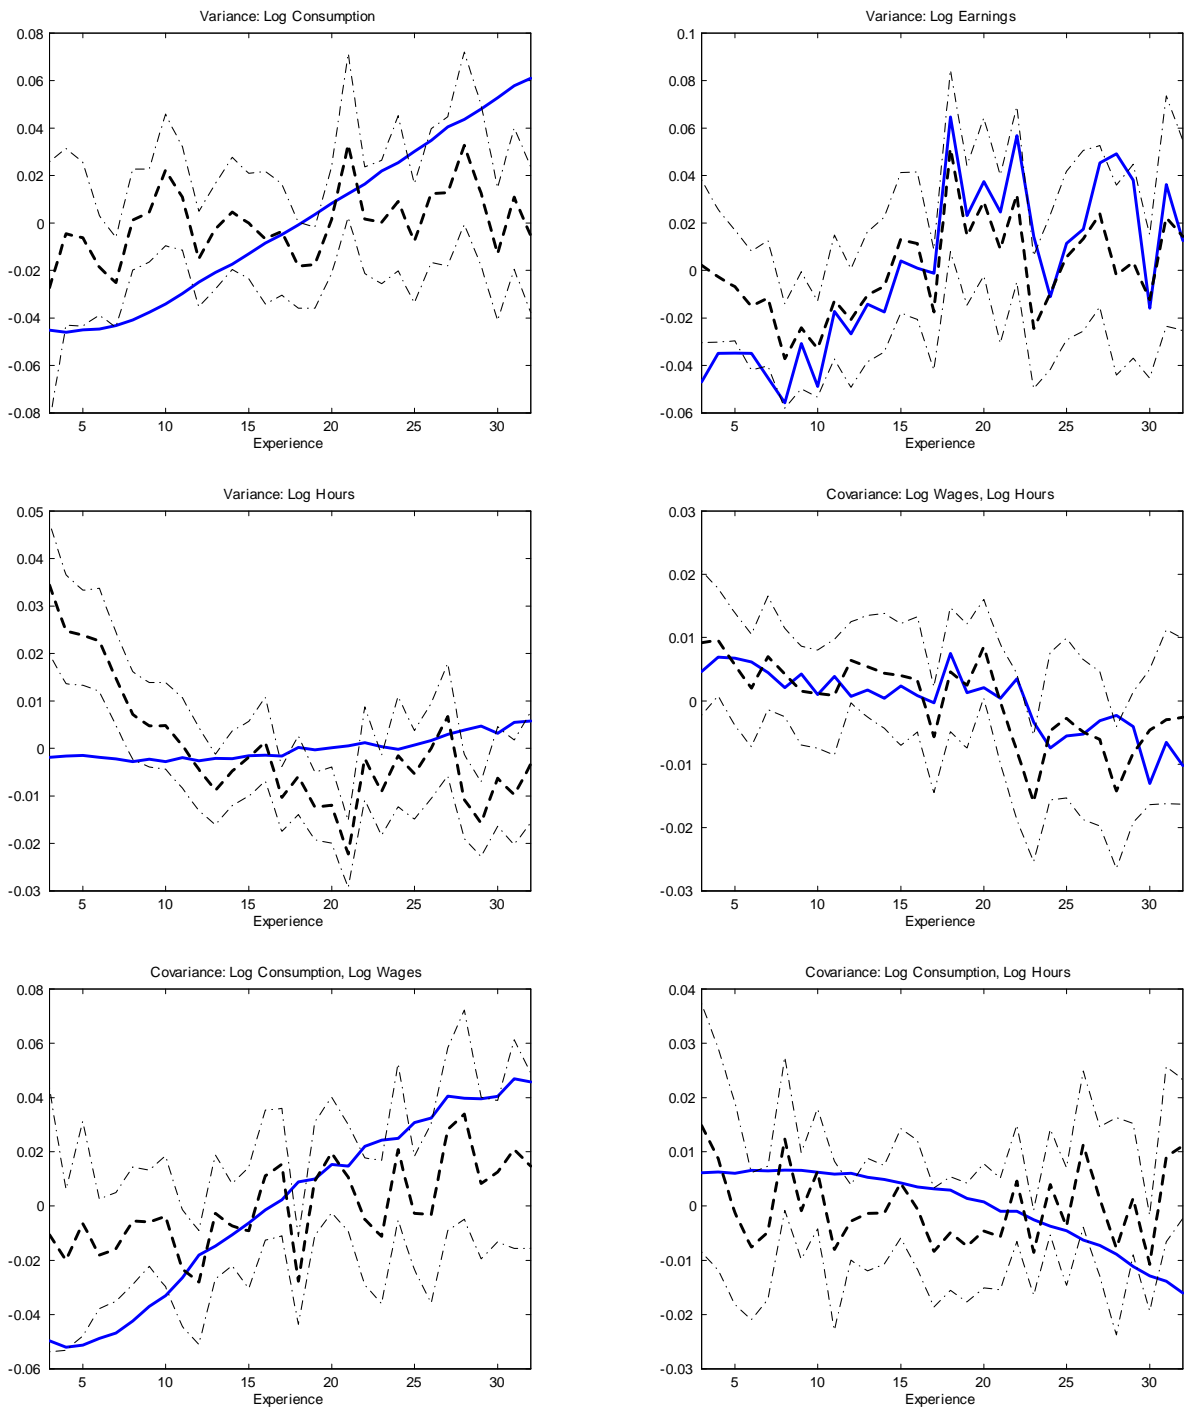 Variance: Log Consumption
0.08
0.06
0.04
0.02
0
-0.02
-0.04
-0.06
-0.08
5 10 15 20 25 30
Experience
Variance: Log Earnings
0.1
0.08
0.06
0.04
0.02
0
-0.02
-0.04
-0.06
5 10 15 20 25 30
Experience
Variance: Log Hours
0.05
0.04
0.03
0.02
0.01
0
-0.01
-0.02
-0.03
5 10 15 20 25 30
Experience
Covariance: Log Wages, Log Hours
0.03
0.02
0.01
0
-0.01
-0.02
-0.03
5 10 15 20 25 30
Experience
Covariance: Log Consumption, Log Wages
0.08
0.06
0.04
0.02
0
-0.02
-0.04
-0.06
5 10 15 20 25 30
Experience
Covariance: Log Consumption, Log Hours
0.04
0.03
0.02
0.01
0
-0.01
-0.02
-0.03
5 10 15 20 25 30
Experience